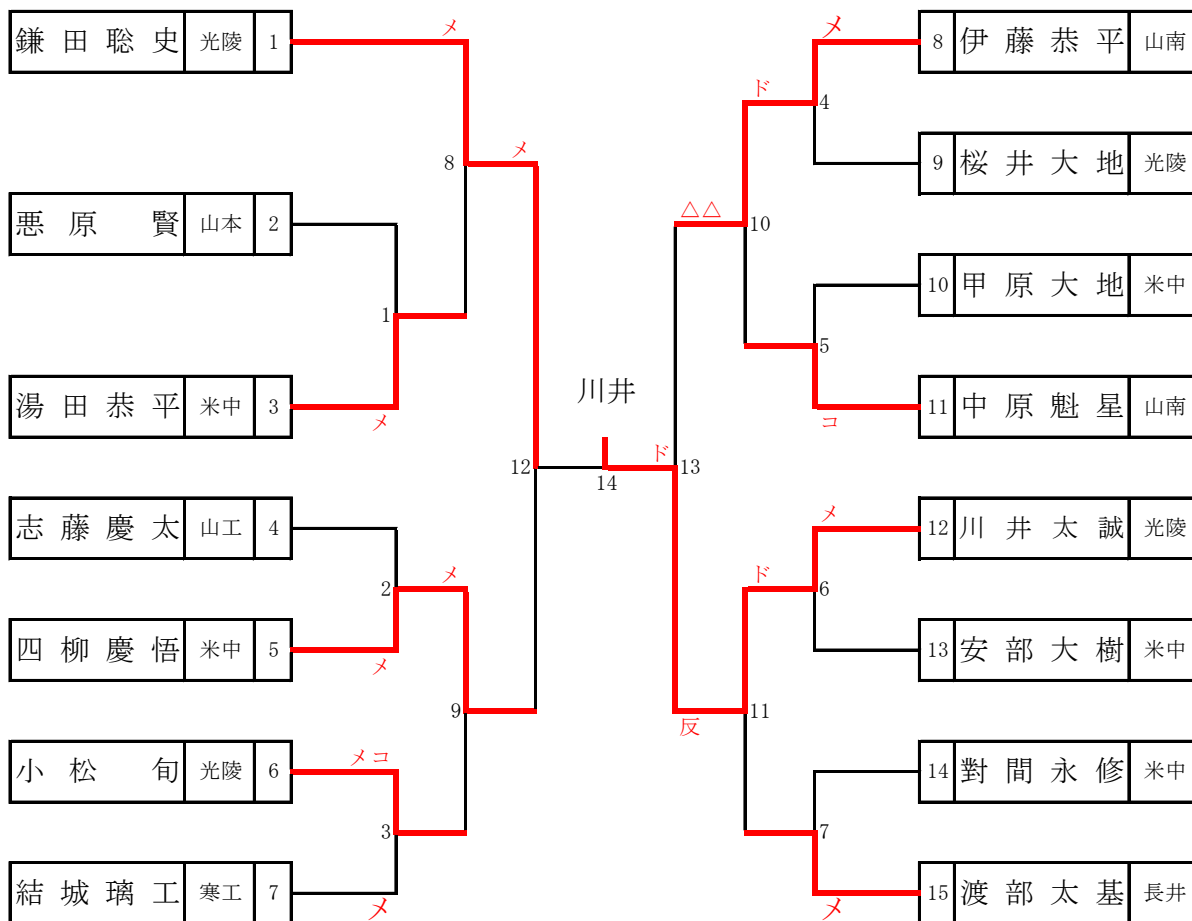 鎌田聡史 光陵 1
メ
メ
8 伊藤恭平 山南
ド
4
8
メ
9 桜井大地 光陵
悪原 賢 山本 2
△△
10
10 甲原大地 米中
1
5
湯田恭平 米中 3
メ
川井
コ
11 中原魁星 山南
12
14
ド
13
志藤慶太 山工 4
メ
12 川井太誠 光陵
2
メ
ド
6
四柳慶悟 米中 5
メ
13 安部大樹 米中
9
反
11
小松 旬 光陵 6
メコ
14 對間永修 米中
3
7
結城璃工 寒工 7
メ
メ
15 渡部太基 長井